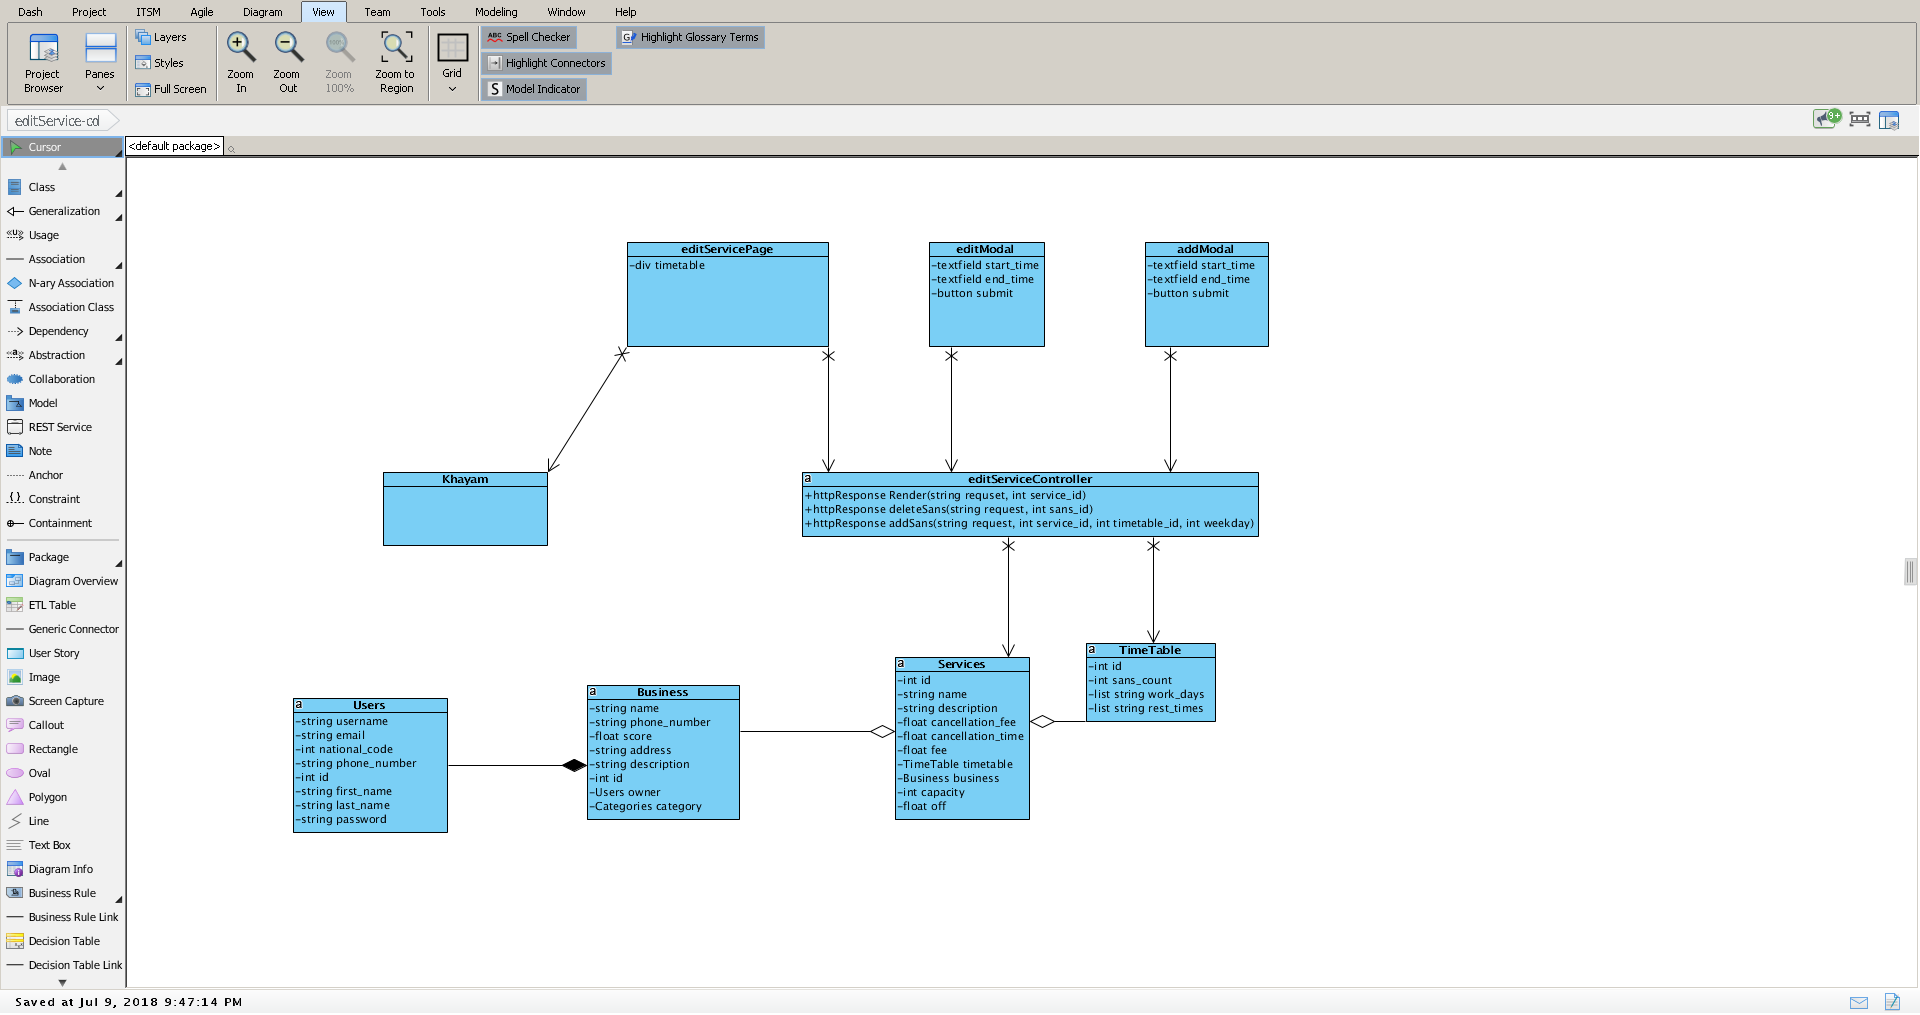 Dash Project ITSM Agile Diagram View Team Tools Modeling Window Help
Project Browser
Panes
Layers
Styles
Full Screen
Zoom In
Zoom Out
Zoom 100%
Zoom to Region
Grid
ABC Spell Checker
Highlight Connectors
S Model Indicator
G Highlight Glossary Terms
editService-cd
9+
Cursor
<default package>
Class
Generalization
«U» Usage
Association
N-ary Association
Association Class
Dependency
«a» Abstraction
Collaboration
Model
REST Service
Note
Anchor
{ } Constraint
Containment
Package
Diagram Overview
ETL Table
Generic Connector
User Story
Image
Screen Capture
Callout
Rectangle
Oval
Polygon
Line
Text Box
Diagram Info
Business Rule
Business Rule Link
Decision Table
Decision Table Link
editServicePage
-div timetable
editModal
-textfield start_time
-textfield end_time
-button submit
addModal
-textfield start_time
-textfield end_time
-button submit
Khayam
a editServiceController
+httpResponse Render(string requset, int service_id)
+httpResponse deleteSans(string request, int sans_id)
+httpResponse addSans(string request, int service_id, int timetable_id, int weekday)
a Users
-string username
-string email
-int national_code
-string phone_number
-int id
-string first_name
-string last_name
-string password
a Business
-string name
-string phone_number
-float score
-string address
-string description
-int id
-Users owner
-Categories category
a Services
-int id
-string name
-string description
-float cancellation_fee
-float cancellation_time
-float fee
-TimeTable timetable
-Business business
-int capacity
-float off
a TimeTable
-int id
-int sans_count
-list string work_days
-list string rest_times
Saved at Jul 9, 2018 9:47:14 PM